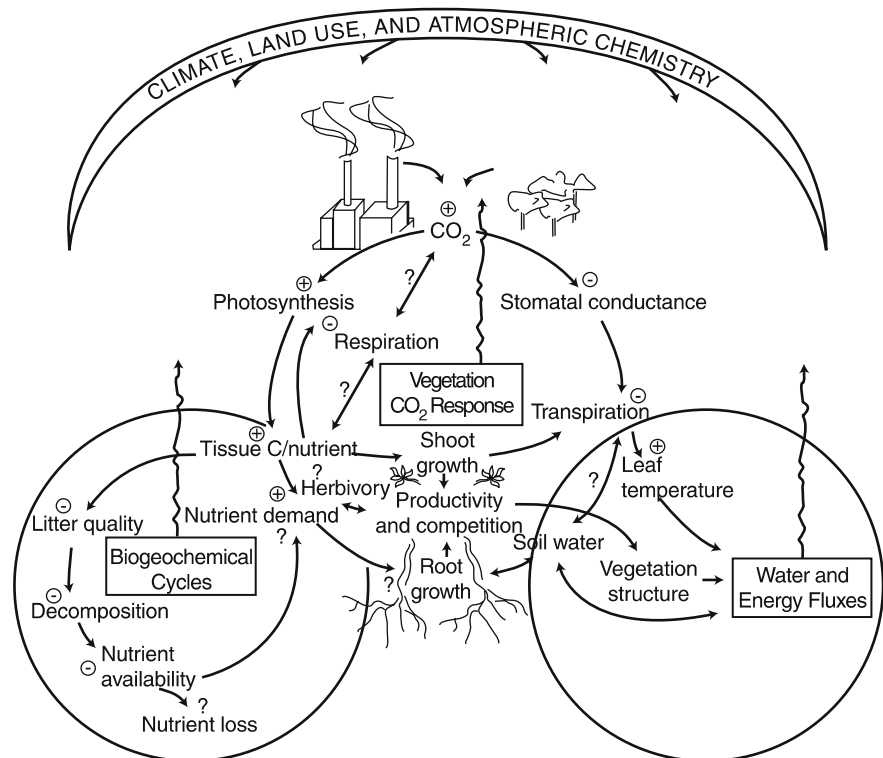 CLIMATE, LAND USE, AND ATMOSPHERIC CHEMISTRY
+
CO2
+
Photosynthesis
-
Stomatal conductance
?
-
Respiration
?
Vegetation
CO2 Response
-
Transpiration
+
Tissue C/nutrient
Shoot
growth
+
Leaf
temperature
?
?
Herbivory
+
Nutrient demand
?
Productivity
and competition
-
Litter quality
Soil water
Biogeochemical
Cycles
Root
growth
?
Vegetation
structure
Water and
Energy Fluxes
-
Decomposition
-
Nutrient
availability
?
Nutrient loss